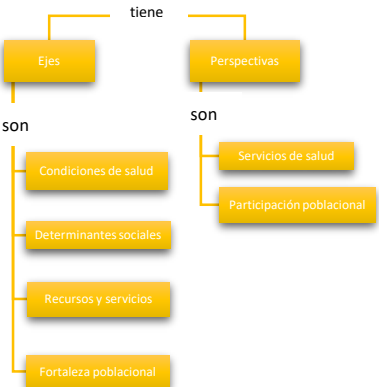 tiene
Ejes
Perspectivas
son
son
Condiciones de salud
Determinantes sociales
Recursos y servicios
Fortaleza poblacional
Servicios de salud
Participación poblacional